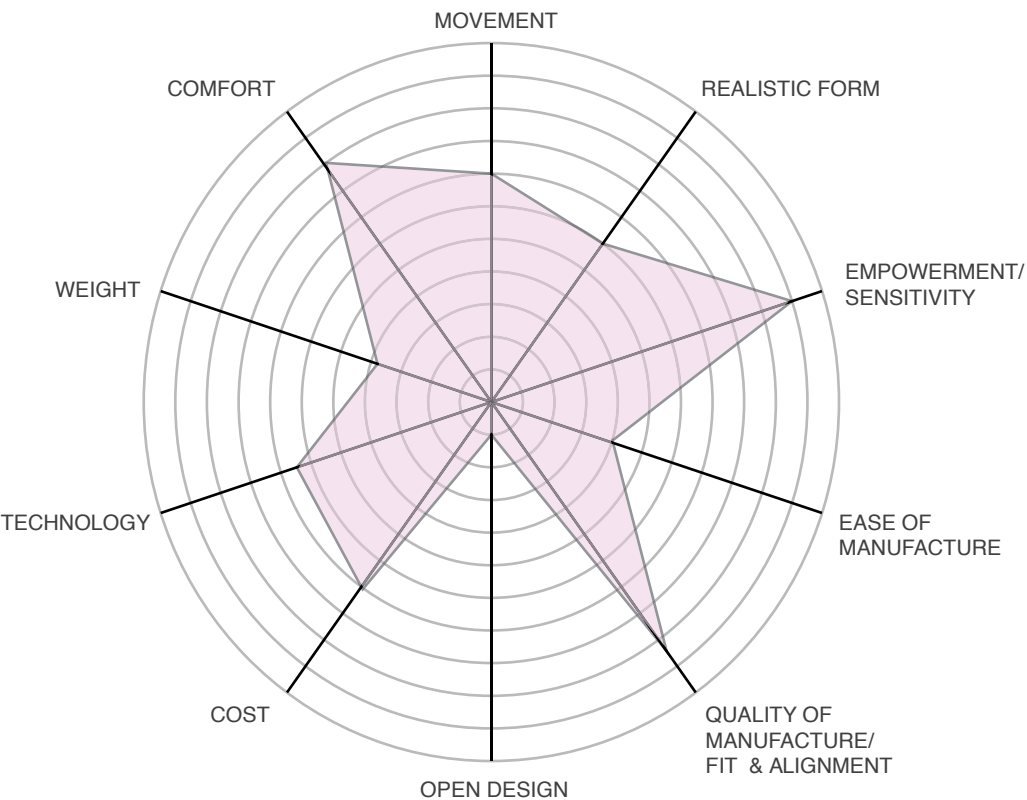 MOVEMENT
COMFORT
REALISTIC FORM
WEIGHT
EMPOWERMENT/
SENSITIVITY
TECHNOLOGY
EASE OF
MANUFACTURE
COST
QUALITY OF
MANUFACTURE/
FIT & ALIGNMENT
OPEN DESIGN